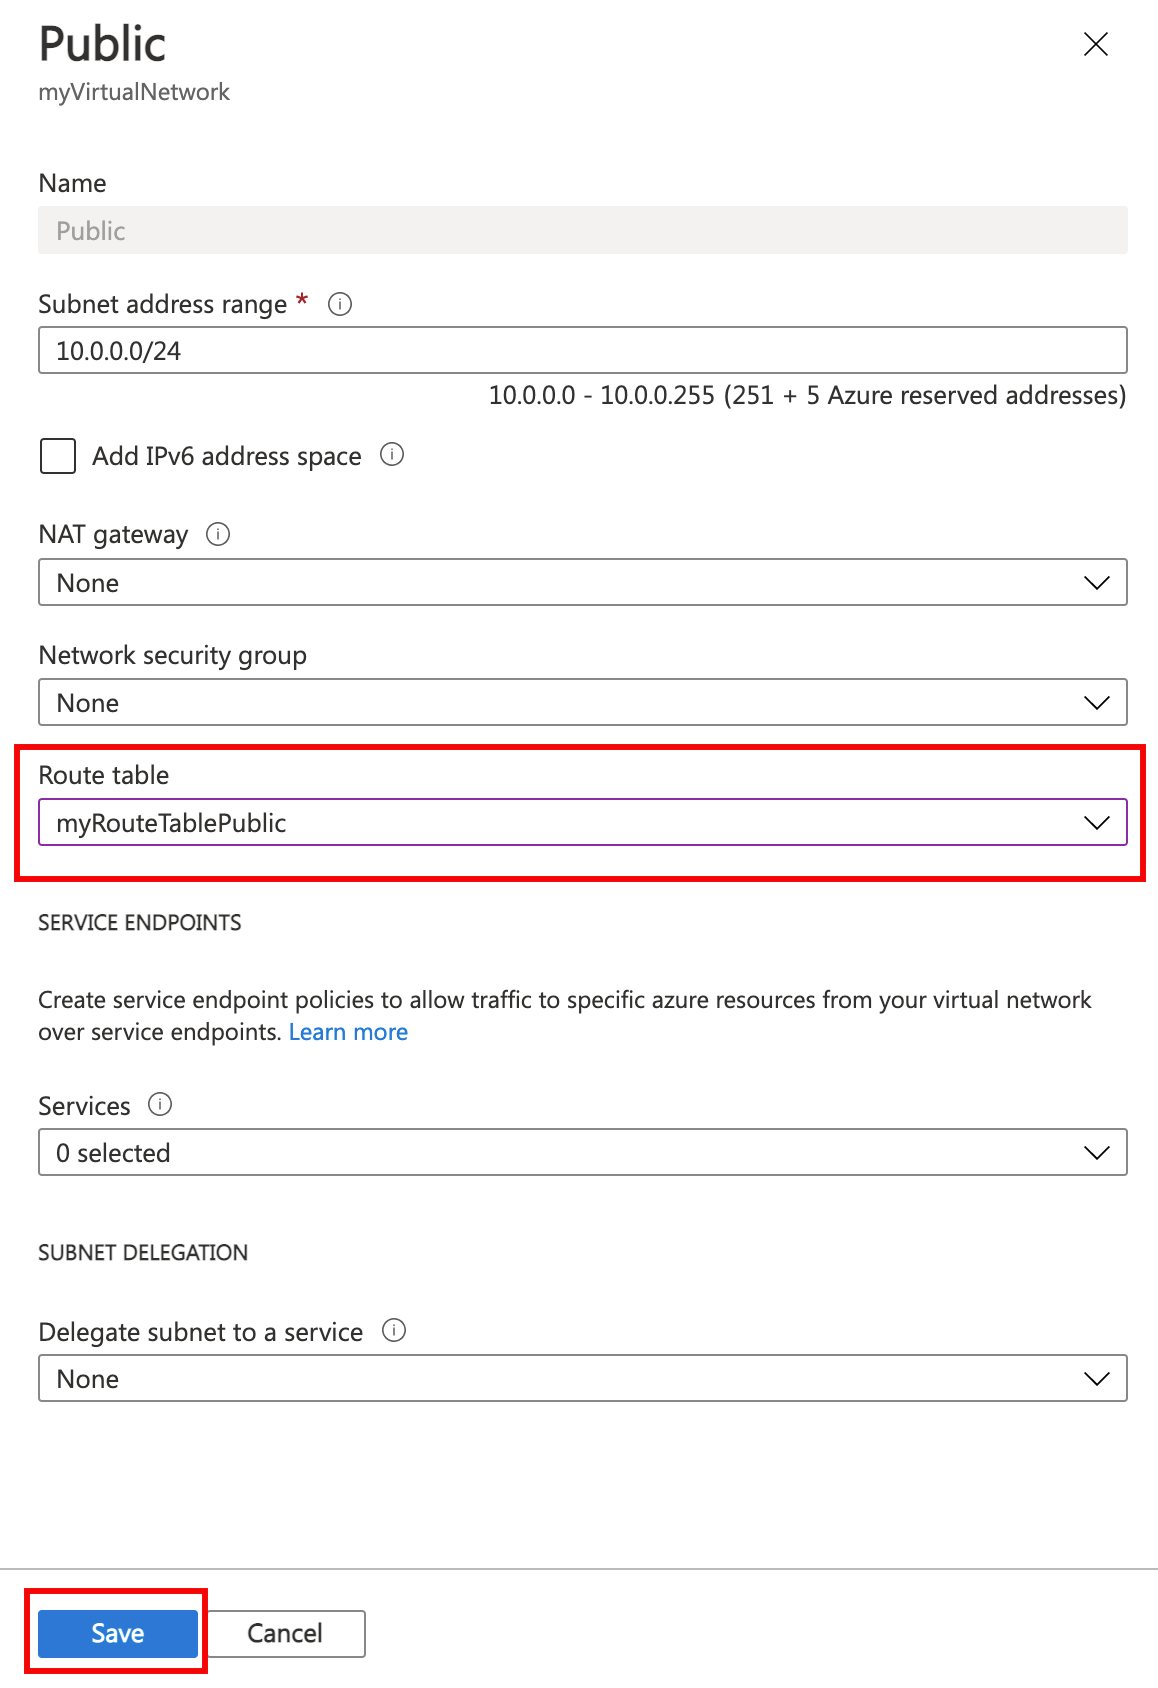 Public
myVirtualNetwork
Name
Public
Subnet address range *
10.0.0.0/24
10.0.0.0 - 10.0.0.255 (251 + 5 Azure reserved addresses)
Add IPv6 address space
NAT gateway
None
Network security group
None
Route table
myRouteTablePublic
SERVICE ENDPOINTS
Create service endpoint policies to allow traffic to specific azure resources from your virtual network
over service endpoints. Learn more
Services
0 selected
SUBNET DELEGATION
Delegate subnet to a service
None
Save
Cancel